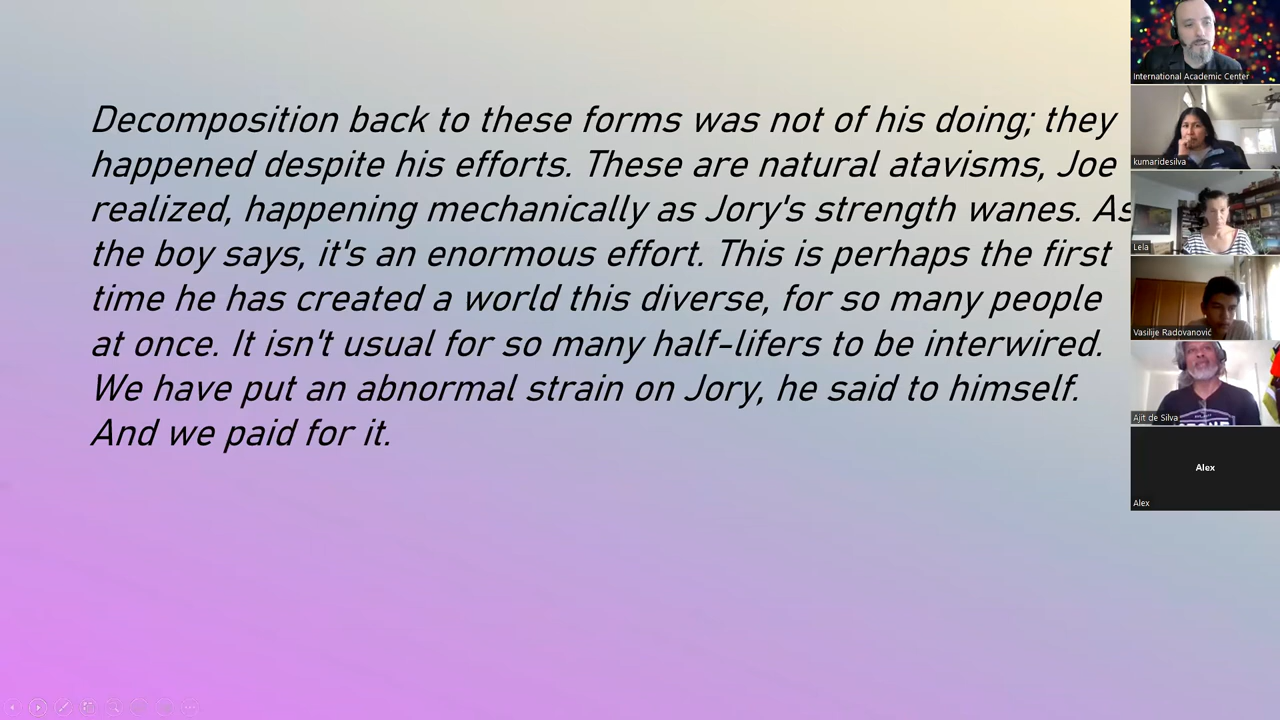 Decomposition back to these forms was not of his doing; they
happened despite his efforts. These are natural atavisms, Joe
realized, happening mechanically as Jory's strength wanes. As
the boy says, it's an enormous effort. This is perhaps the first
time he has created a world this diverse, for so many people
at once. It isn't usual for so many half-lifers to be interwired.
We have put an abnormal strain on Jory, he said to himself.
And we paid for it.
International Academic Center
kumaridesilva
Lela
Vasilije Radovanović
Ajit de Silva
Alex
Alex